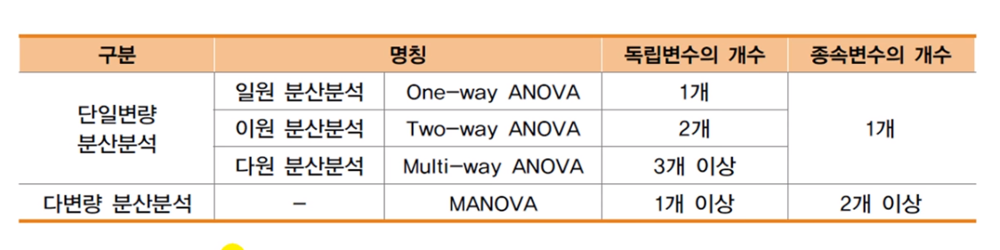 구분 명칭 독립변수의 개수 종속변수의 개수
단일변량
분산분석
일원 분산분석 One-way ANOVA 1개
이원 분산분석 Two-way ANOVA 2개
다원 분산분석 Multi-way ANOVA 3개 이상
1개
다변량 분산분석 - MANOVA 1개 이상 2개 이상